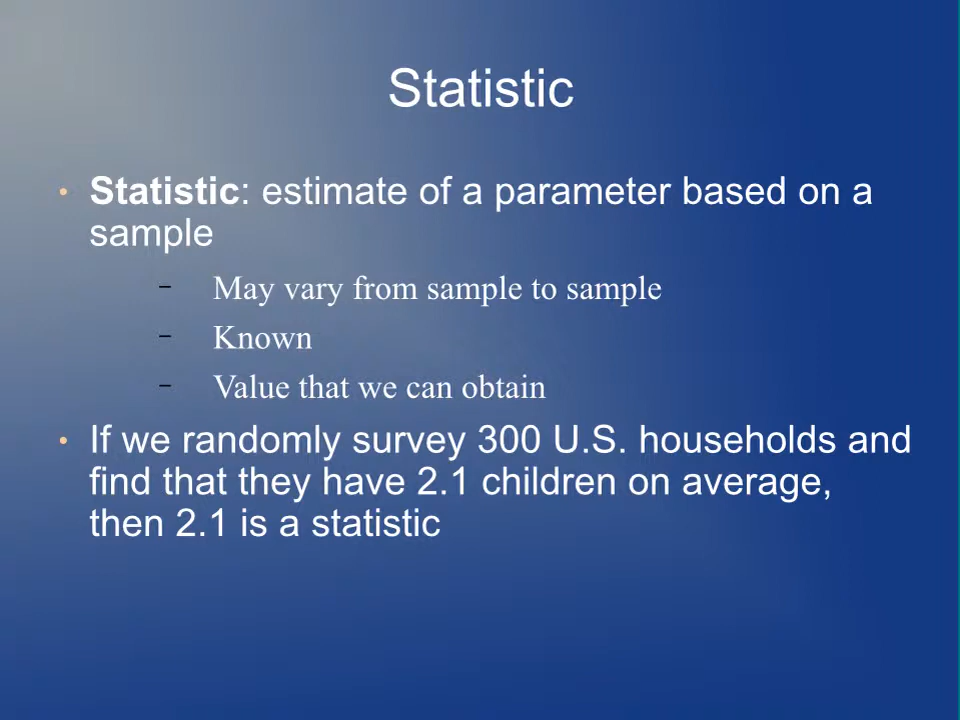 Statistic
• Statistic: estimate of a parameter based on a
sample
– May vary from sample to sample
– Known
– Value that we can obtain
• If we randomly survey 300 U.S. households and
find that they have 2.1 children on average,
then 2.1 is a statistic